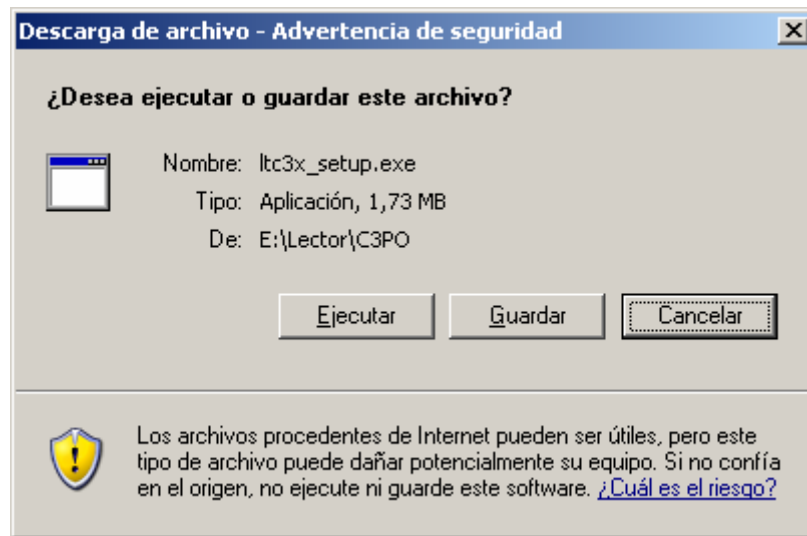 Descarga de archivo - Advertencia de seguridad
¿Desea ejecutar o guardar este archivo?
Nombre: ltc3x_setup.exe
Tipo: Aplicación, 1,73 MB
De: E:\Lector\C3PO
Ejecutar Guardar Cancelar
Los archivos procedentes de Internet pueden ser útiles, pero este
tipo de archivo puede dañar potencialmente su equipo. Si no confía
en el origen, no ejecute ni guarde este software. ¿Cuál es el riesgo?